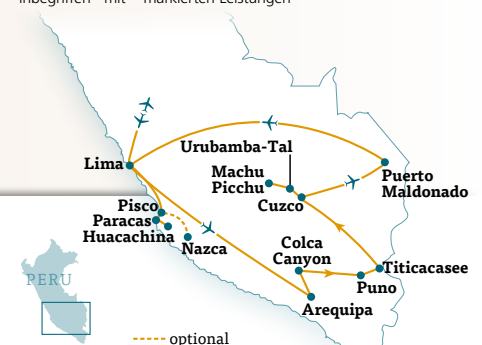 inbegriffen
Urubamba-Tal
Lima
Machu
Picchu
Puerto
Maldonado
Cuzco
Pisco
Paracas
Huacachina
Nazca
Colca
Canyon
Titicacasee
Puno
PERU
Arequipa
optional